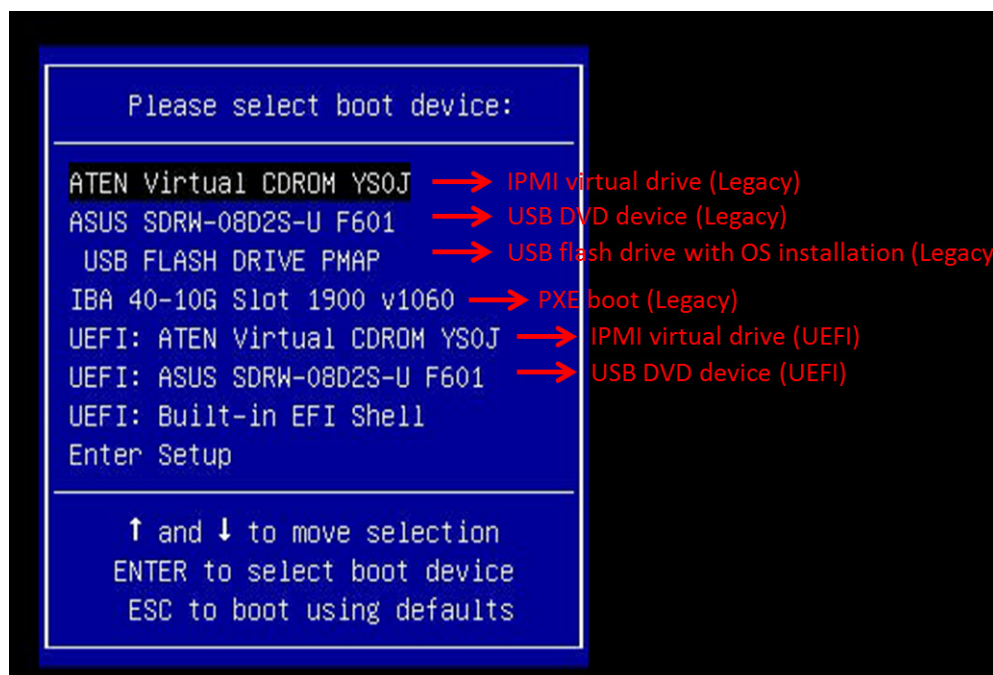 Please select boot device:
ATEN Virtual CDROM YS0J → IPMI virtual drive (Legacy)
ASUS SDRW-08D2S-U F601 → USB DVD device (Legacy)
USB FLASH DRIVE PMAP → USB flash drive with OS installation (Legacy
IBA 40-10G Slot 1900 v1060 → PXE boot (Legacy)
UEFI: ATEN Virtual CDROM YS0J → IPMI virtual drive (UEFI)
UEFI: ASUS SDRW-08D2S-U F601 → USB DVD device (UEFI)
UEFI: Built-in EFI Shell
Enter Setup
↑ and ↓ to move selection
ENTER to select boot device
ESC to boot using defaults